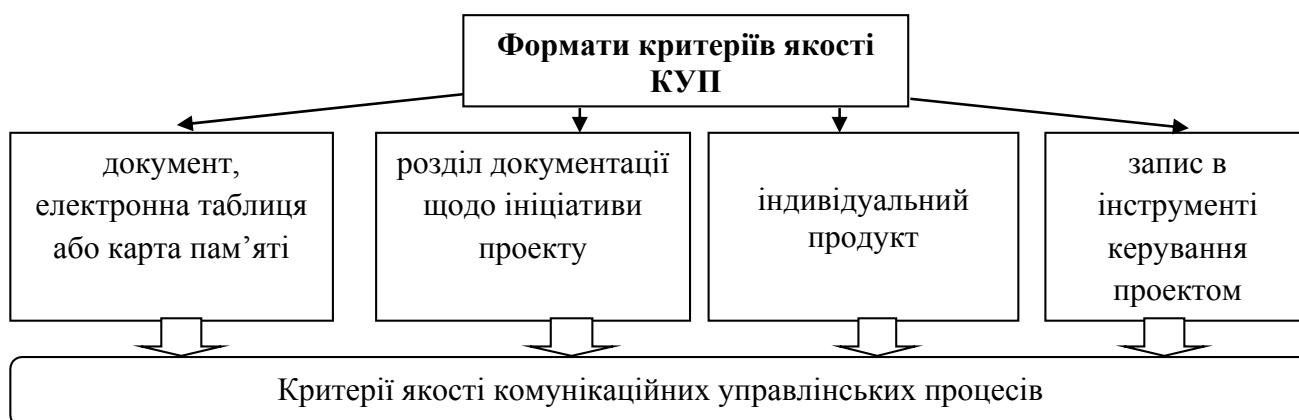 Формати критеріїв якості
КУП
документ,
електронна таблиця
або карта пам’яті
розділ документації
щодо ініціативи
проекту
індивідуальний
продукт
запис в
інструменті
керування
проектом
Критерії якості комунікаційних управлінських процесів